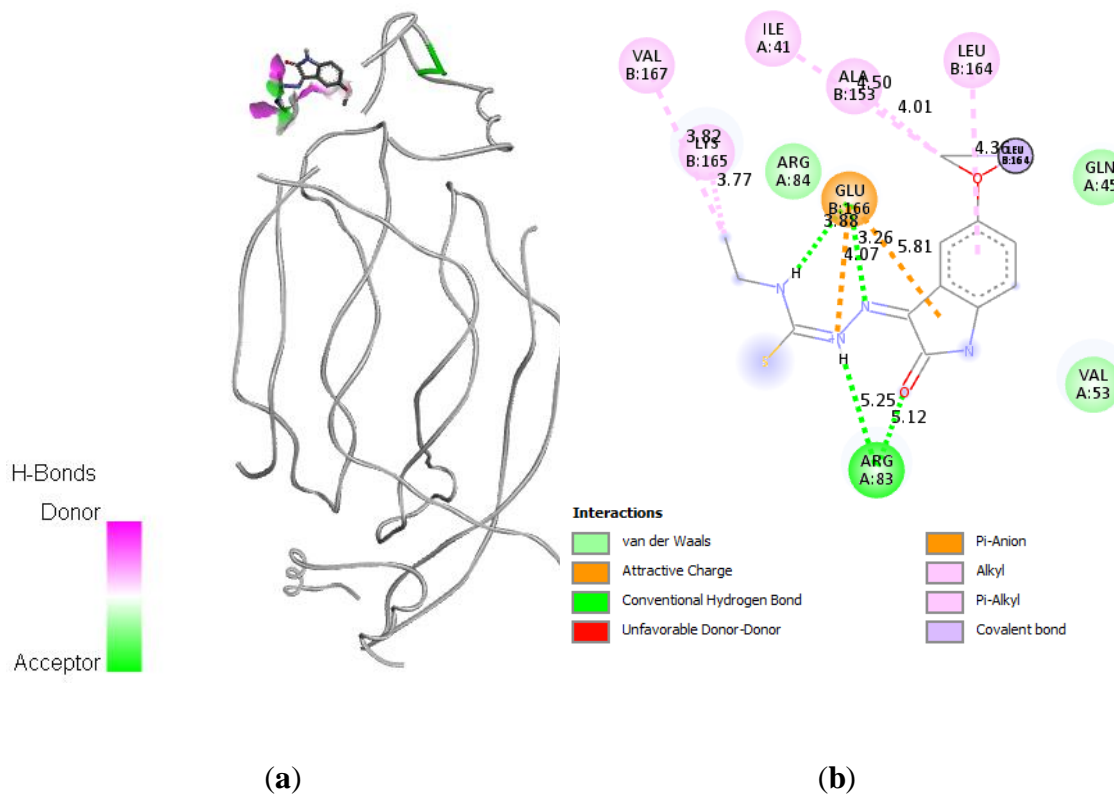 H-Bonds
Donor
Acceptor
(a)
VAL
B:167
ILE
A:41
ALA
B:153
LEU
B:164
4.50
4.01
3.82
LYS
B:165
3.77
ARG
A:84
GLU
B:166
3.88
3.26
4.07
5.81
4.36
LEU
B:164
GLN
A:45
O
H
N
N
N
H
N
S
O
VAL
A:53
5.25
5.12
ARG
A:83
Interactions
van der Waals
Attractive Charge
Conventional Hydrogen Bond
Unfavorable Donor-Donor
Pi-Anion
Alkyl
Pi-Alkyl
Covalent bond
(b)